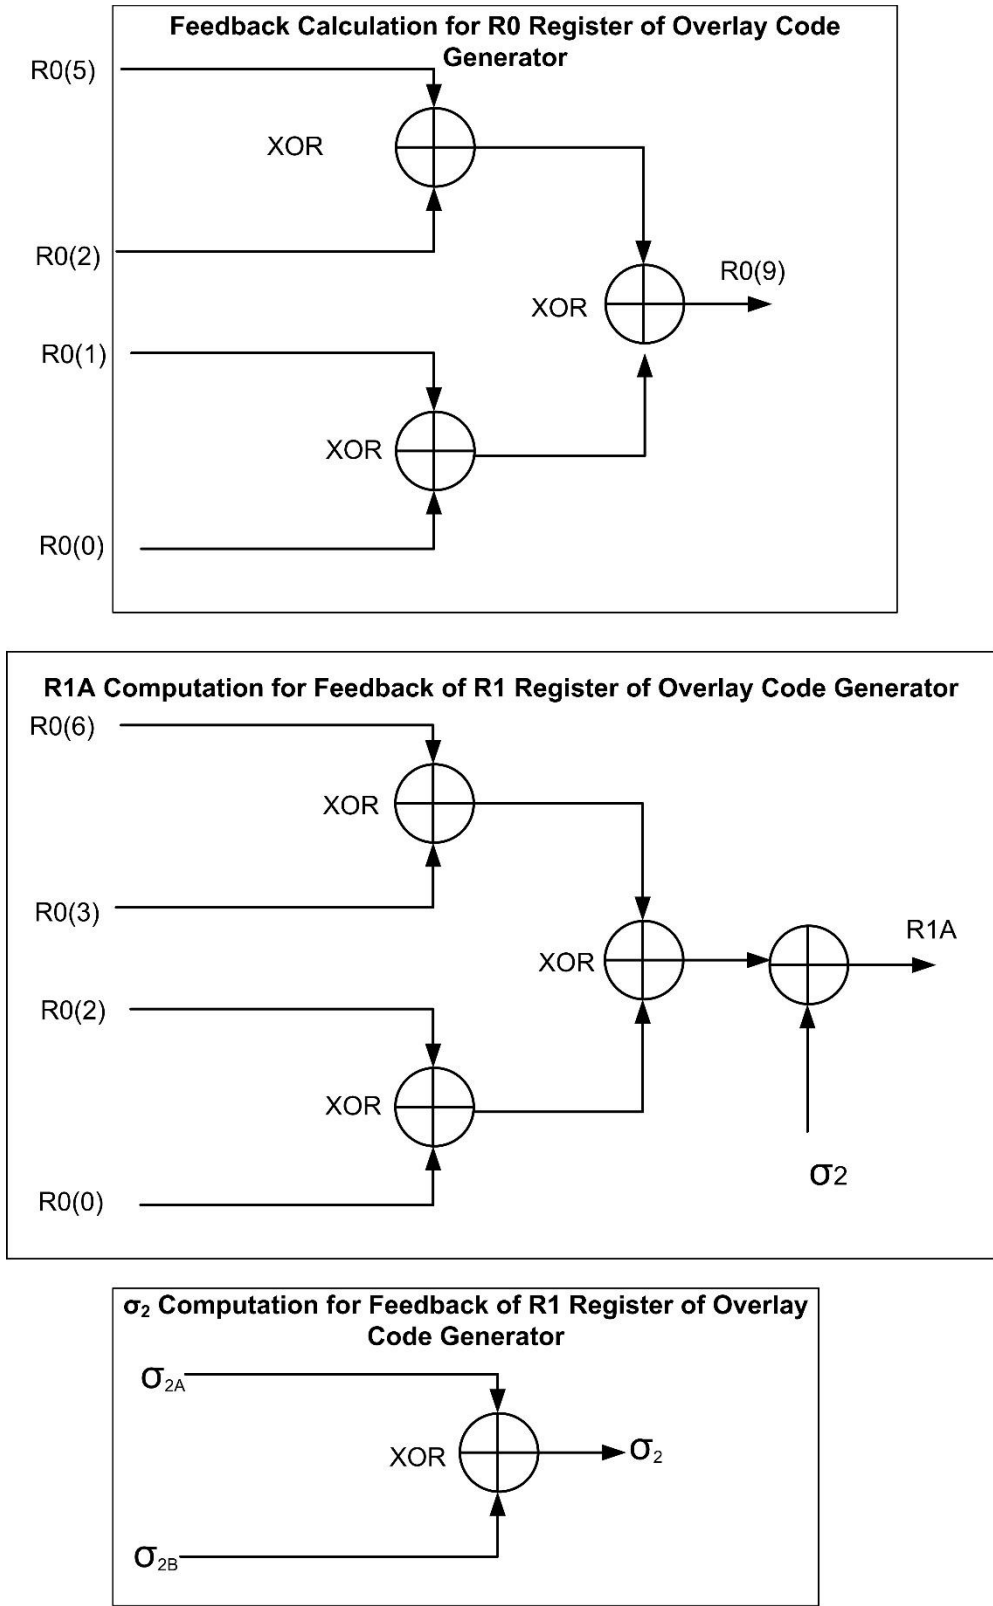 Feedback Calculation for R0 Register of Overlay Code
Generator
R0(5)
XOR
R0(2)
R0(9)
XOR
R0(1)
XOR
R0(0)
R1A Computation for Feedback of R1 Register of Overlay Code Generator
R0(6)
XOR
R0(3)
R1A
XOR
R0(2)
XOR
σ2
R0(0)
σ₂ Computation for Feedback of R1 Register of Overlay
Code Generator
σ₂A
XOR
σ₂
σ₂B